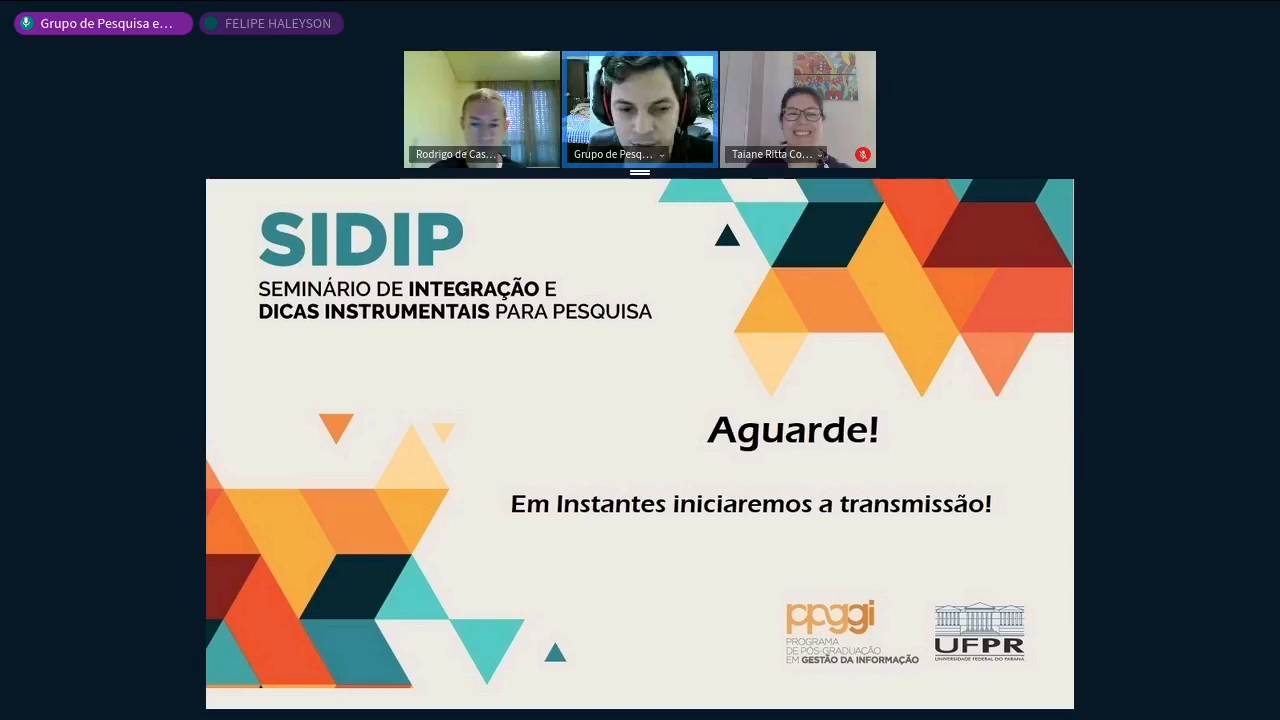 Grupo de Pesquisa e...
FELIPE HALEYSON
Rodrigo de Cas...
Grupo de Pesq...
Taiane Ritta Co...
SIDIP
SEMINÁRIO DE INTEGRAÇÃO E
DICAS INSTRUMENTAIS PARA PESQUISA
Aguarde!
Em Instantes iniciaremos a transmissão!
ppggi
PROGRAMA
DE PÓS-GRADUAÇÃO
EM GESTÃO DA INFORMAÇÃO
UFPR
UNIVERSIDADE FEDERAL DO PARANÁ